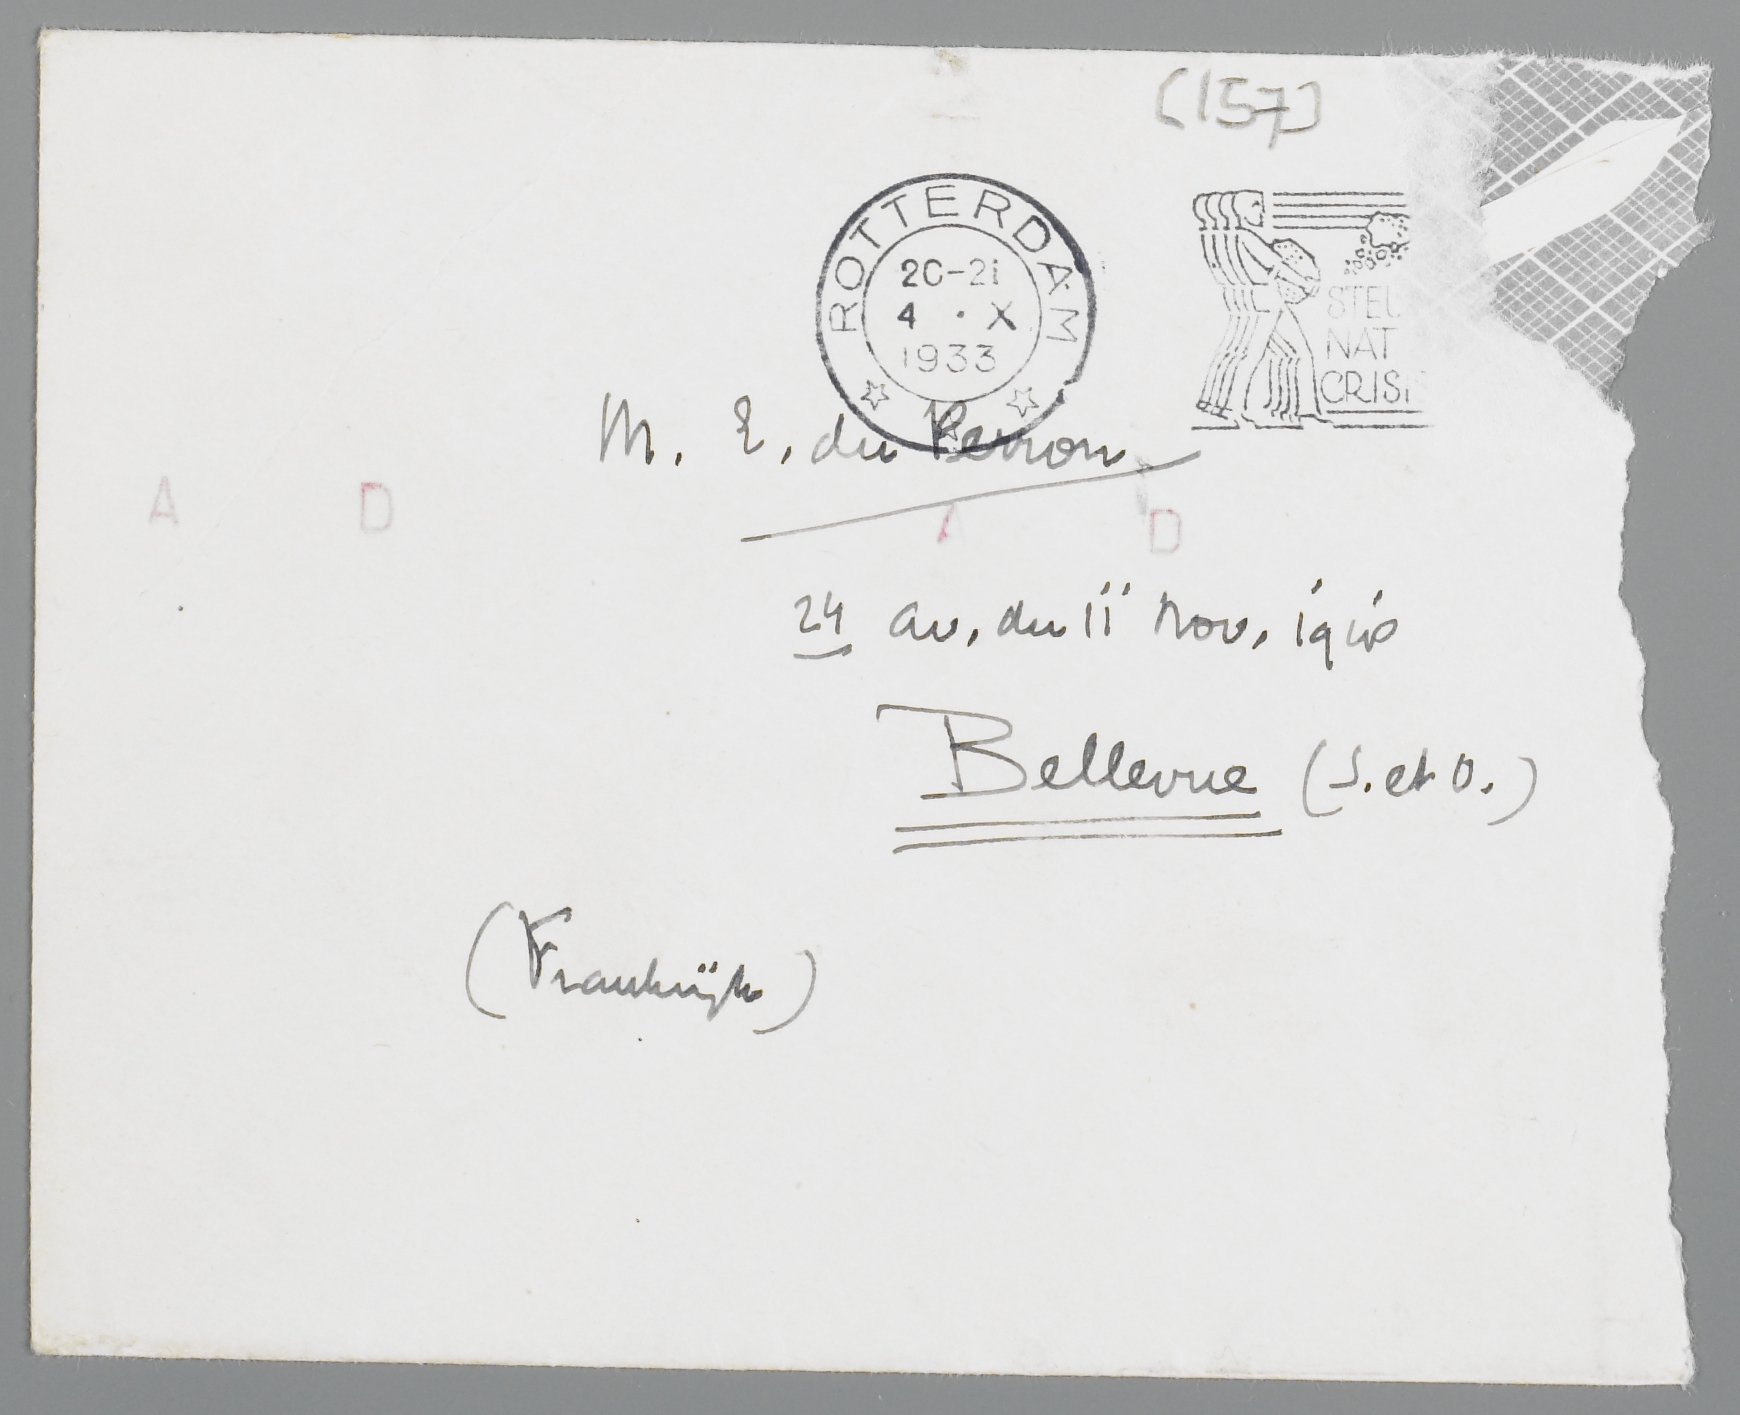 [157]
ROTTERDAM
20-21
4 · X
1933
STEU
NAT
CRISIS
M. E. du Perron
A D A D
24 av. du 11 Nov. 1918
Bellevue (S. et O.)
(Frankrijk)